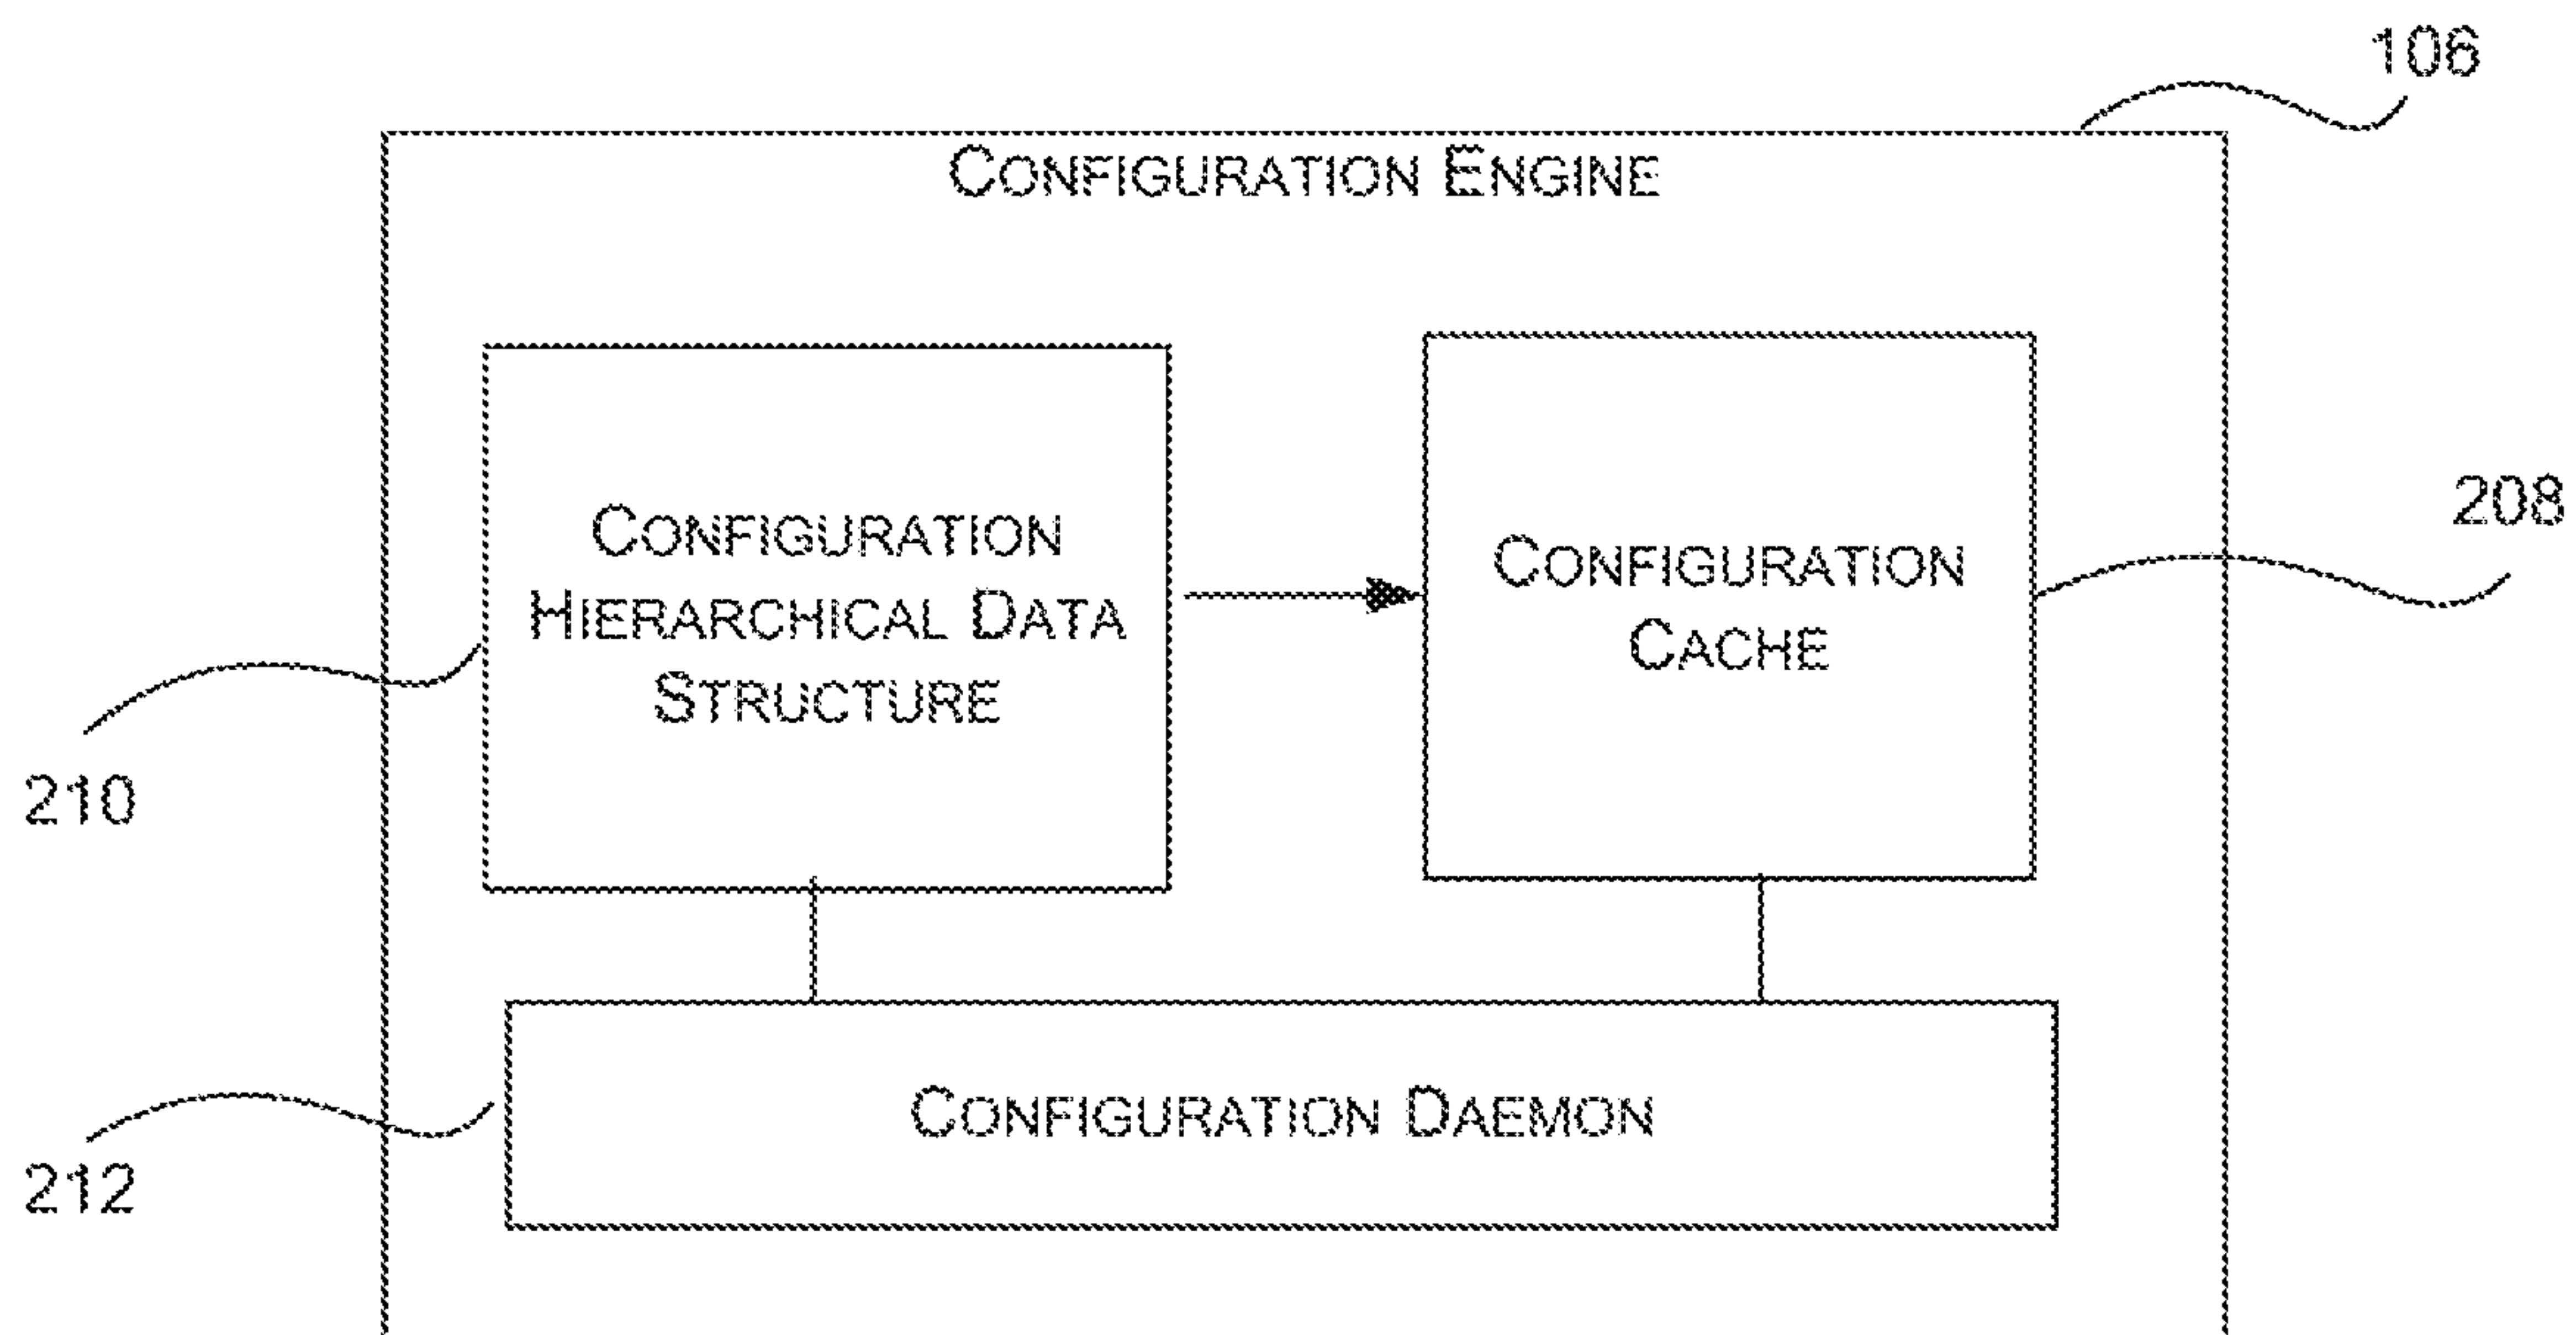 106
CONFIGURATION ENGINE
208
CONFIGURATION
HIERARCHICAL DATA
STRUCTURE
CONFIGURATION
CACHE
210
CONFIGURATION DAEMON
212